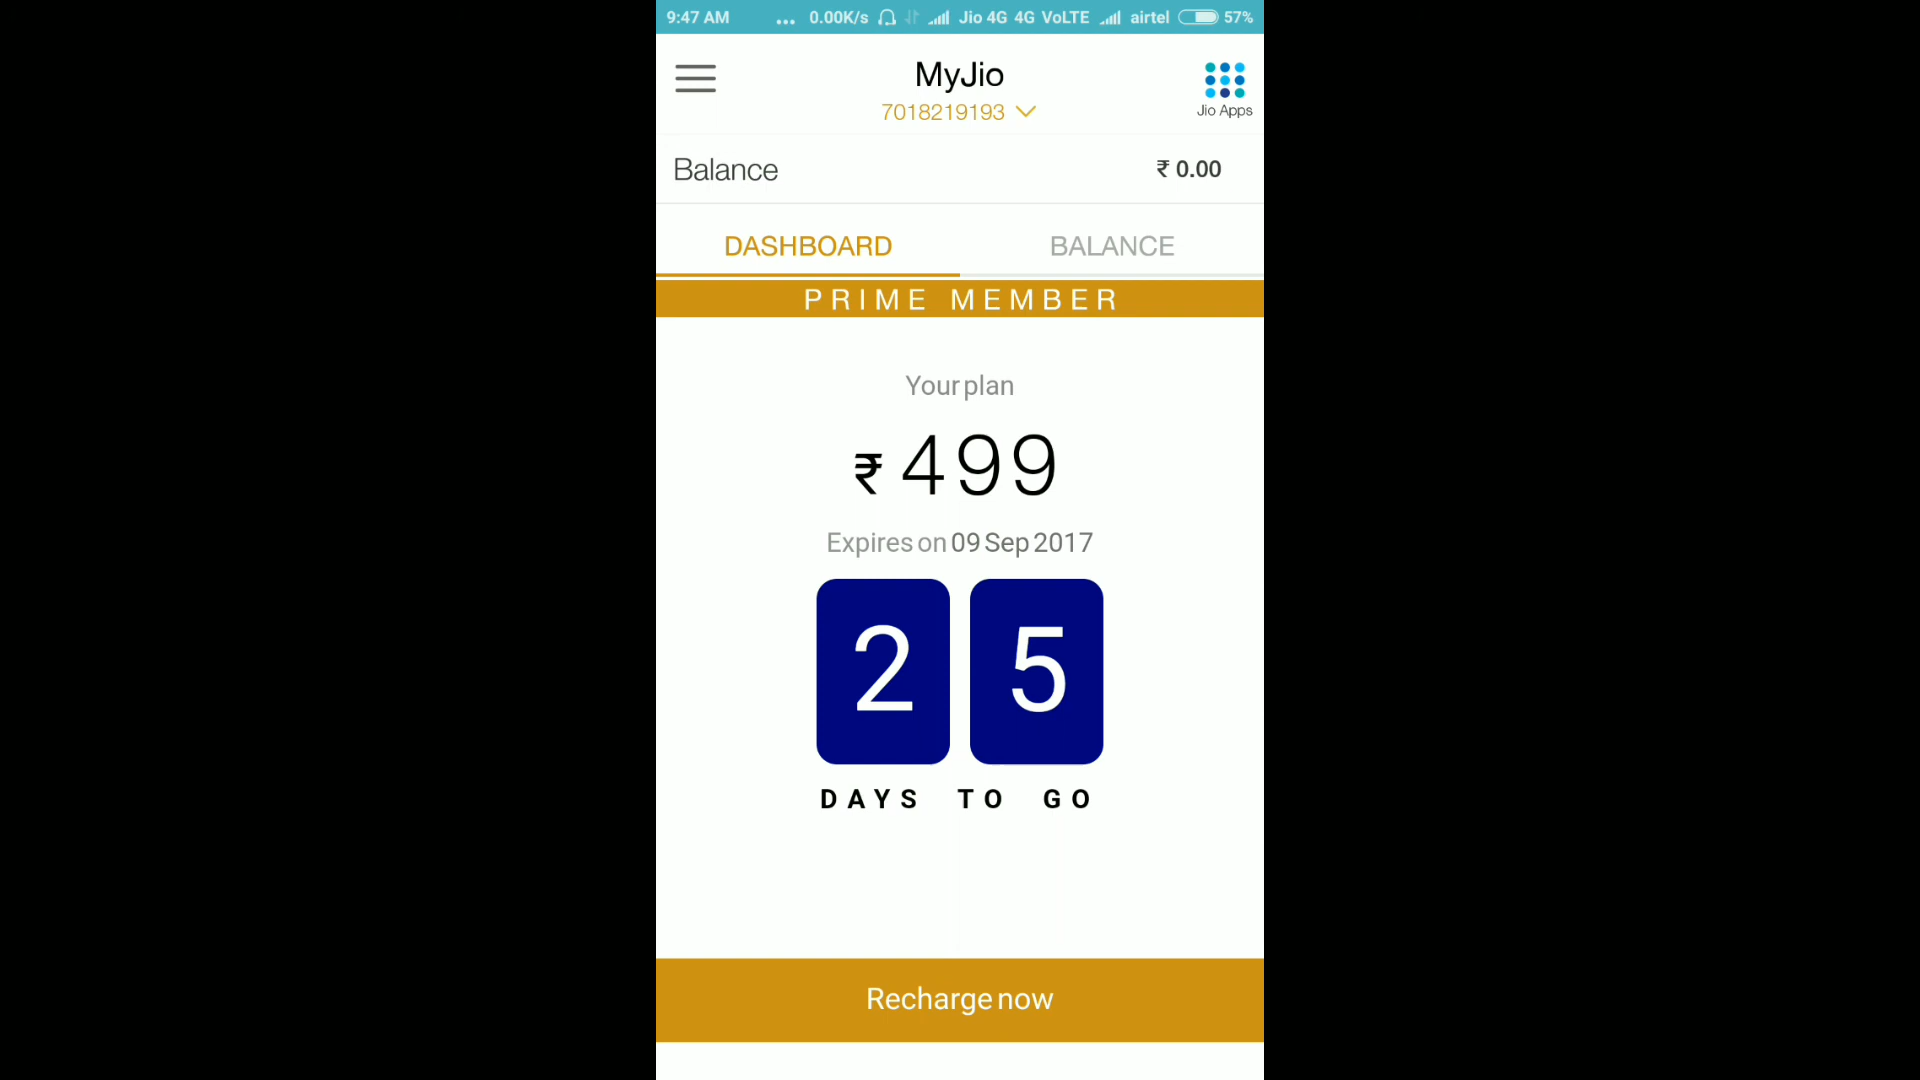 9:47 AM ... 0.00K/s Jio 4G 4G VoLTE airtel 57%
MyJio
7018219193
Jio Apps
Balance ₹ 0.00
DASHBOARD BALANCE
PRIME MEMBER
Your plan
₹ 499
Expires on 09 Sep 2017
2 5
DAYS TO GO
Recharge now